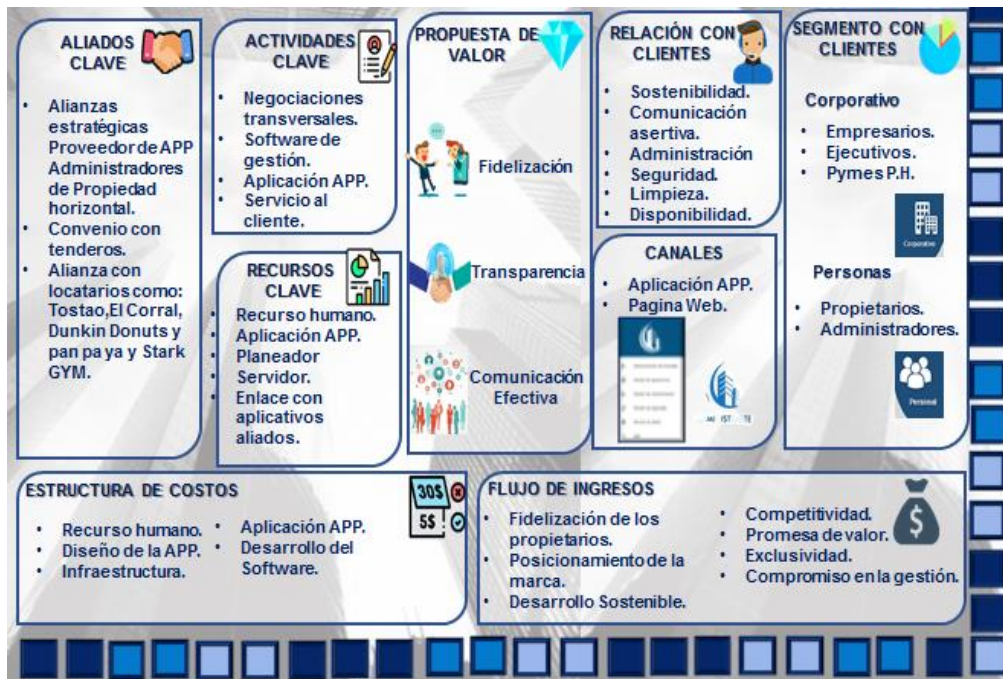 ALIADOS
CLAVE
• Alianzas
estratégicas
Proveedor de APP
Administradores
de Propiedad
horizontal.
• Convenio con
tenderos.
• Alianza con
locatarios como:
Tostao,El Corral,
Dunkin Donuts y
pan pa ya y Stark
GYM.
ACTIVIDADES
CLAVE
• Negociaciones
transversales.
• Software de
gestión.
• Aplicación APP.
• Servicio al
cliente.
RECURSOS
CLAVE
• Recurso humano.
• Aplicación APP.
• Planeador
• Servidor.
• Enlace con
aplicativos
aliados.
PROPUESTA DE
VALOR
Fidelización
Transparencia
Comunicación
Efectiva
RELACIÓN CON
CLIENTES
• Sostenibilidad.
• Comunicación
asertiva.
• Administración
• Seguridad.
• Limpieza.
• Disponibilidad.
CANALES
• Aplicación APP.
• Pagina Web.
SEGMENTO CON
CLIENTES
Corporativo
• Empresarios.
• Ejecutivos.
• Pymes P.H.
Corporativo
Personas
• Propietarios.
• Administradores.
Personal
ESTRUCTURA DE COSTOS
• Recurso humano.
• Diseño de la APP.
• Infraestructura.
• Aplicación APP.
• Desarrollo del
Software.
30$
5$
FLUJO DE INGRESOS
• Fidelización de los
propietarios.
• Posicionamiento de la
marca.
• Desarrollo Sostenible.
• Competitividad.
• Promesa de valor.
• Exclusividad.
• Compromiso en la gestión.
$